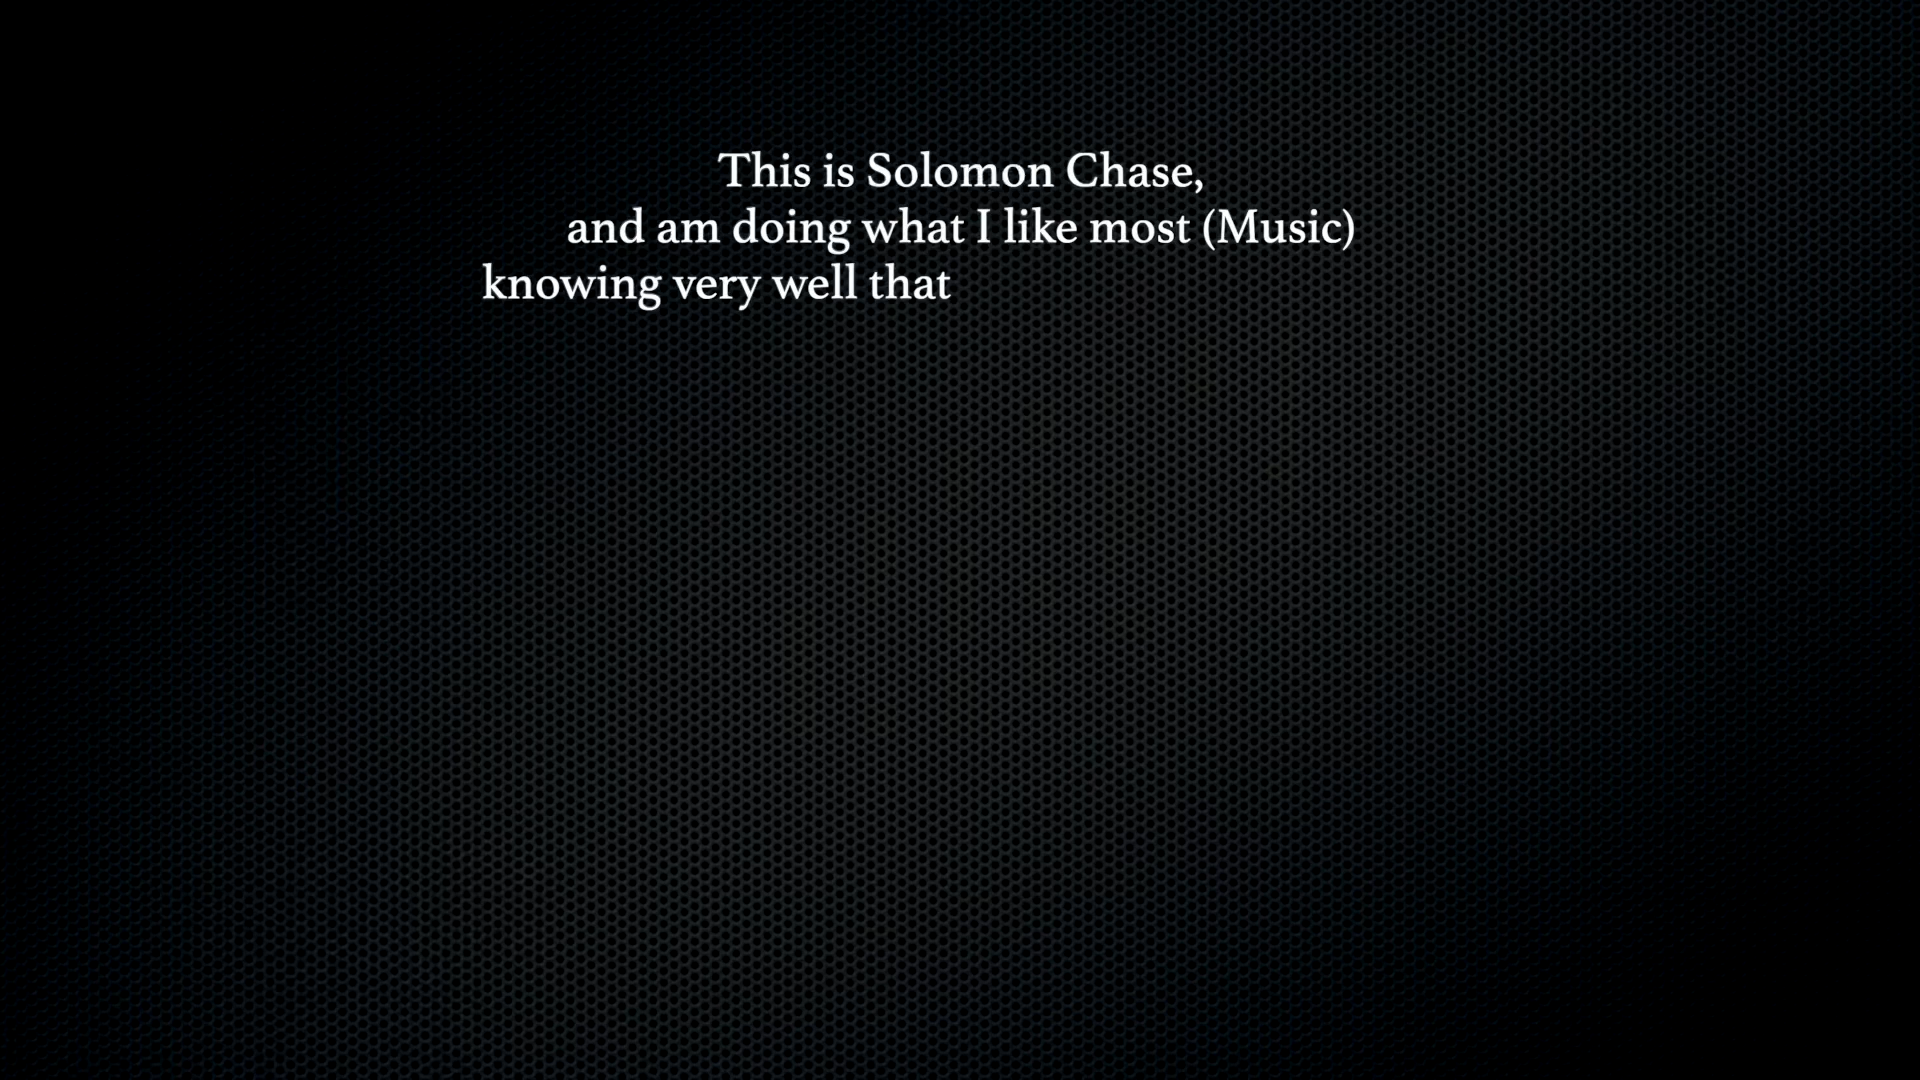 This is Solomon Chase,
and am doing what I like most (Music)
knowing very well that